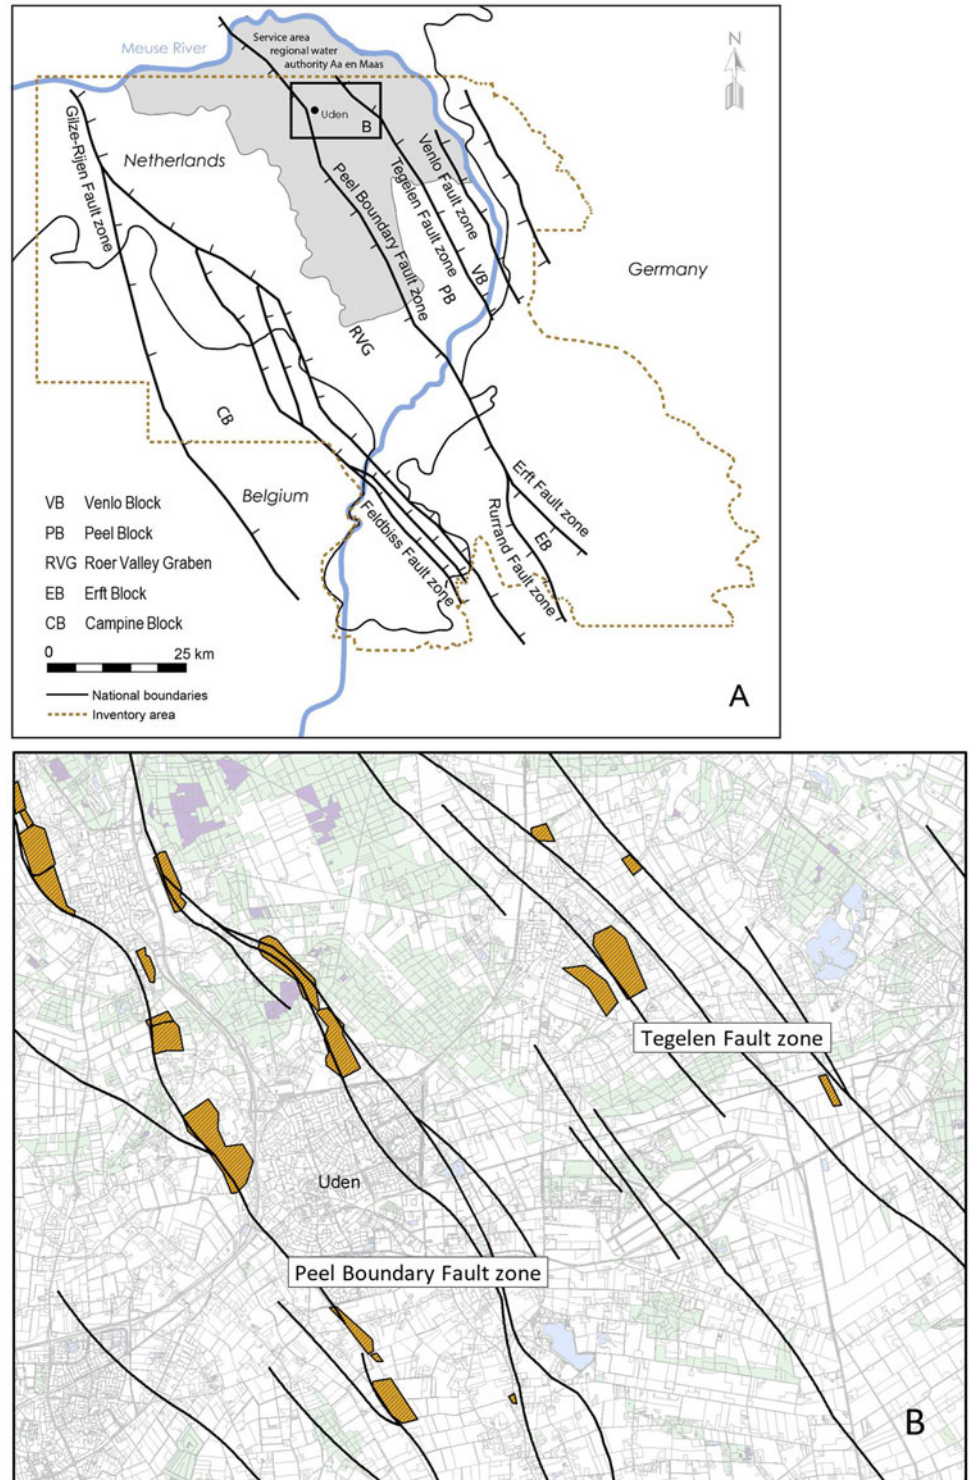 Meuse River
Service area
regional water
authority Aa en Maas
N
Uden
B
Gilze-Rijen Fault zone
Netherlands
Peel Boundary Fault zone
Tegelen Fault zone
Venlo Fault zone
VB
PB
Germany
RVG
CB
Belgium
Feldbiss Fault zone
Erft Fault zone
EB
Rurrand Fault zone
VB Venlo Block
PB Peel Block
RVG Roer Valley Graben
EB Erft Block
CB Campine Block
0 25 km
National boundaries
Inventory area
A
Tegelen Fault zone
Uden
Peel Boundary Fault zone
B